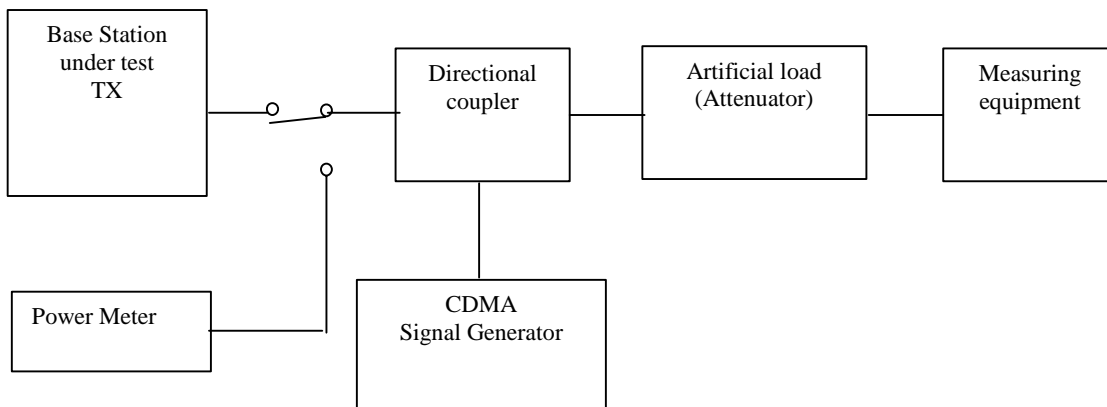 Base Station
under test
TX
Directional
coupler
Artificial load
(Attenuator)
Measuring
equipment
Power Meter
CDMA
Signal Generator